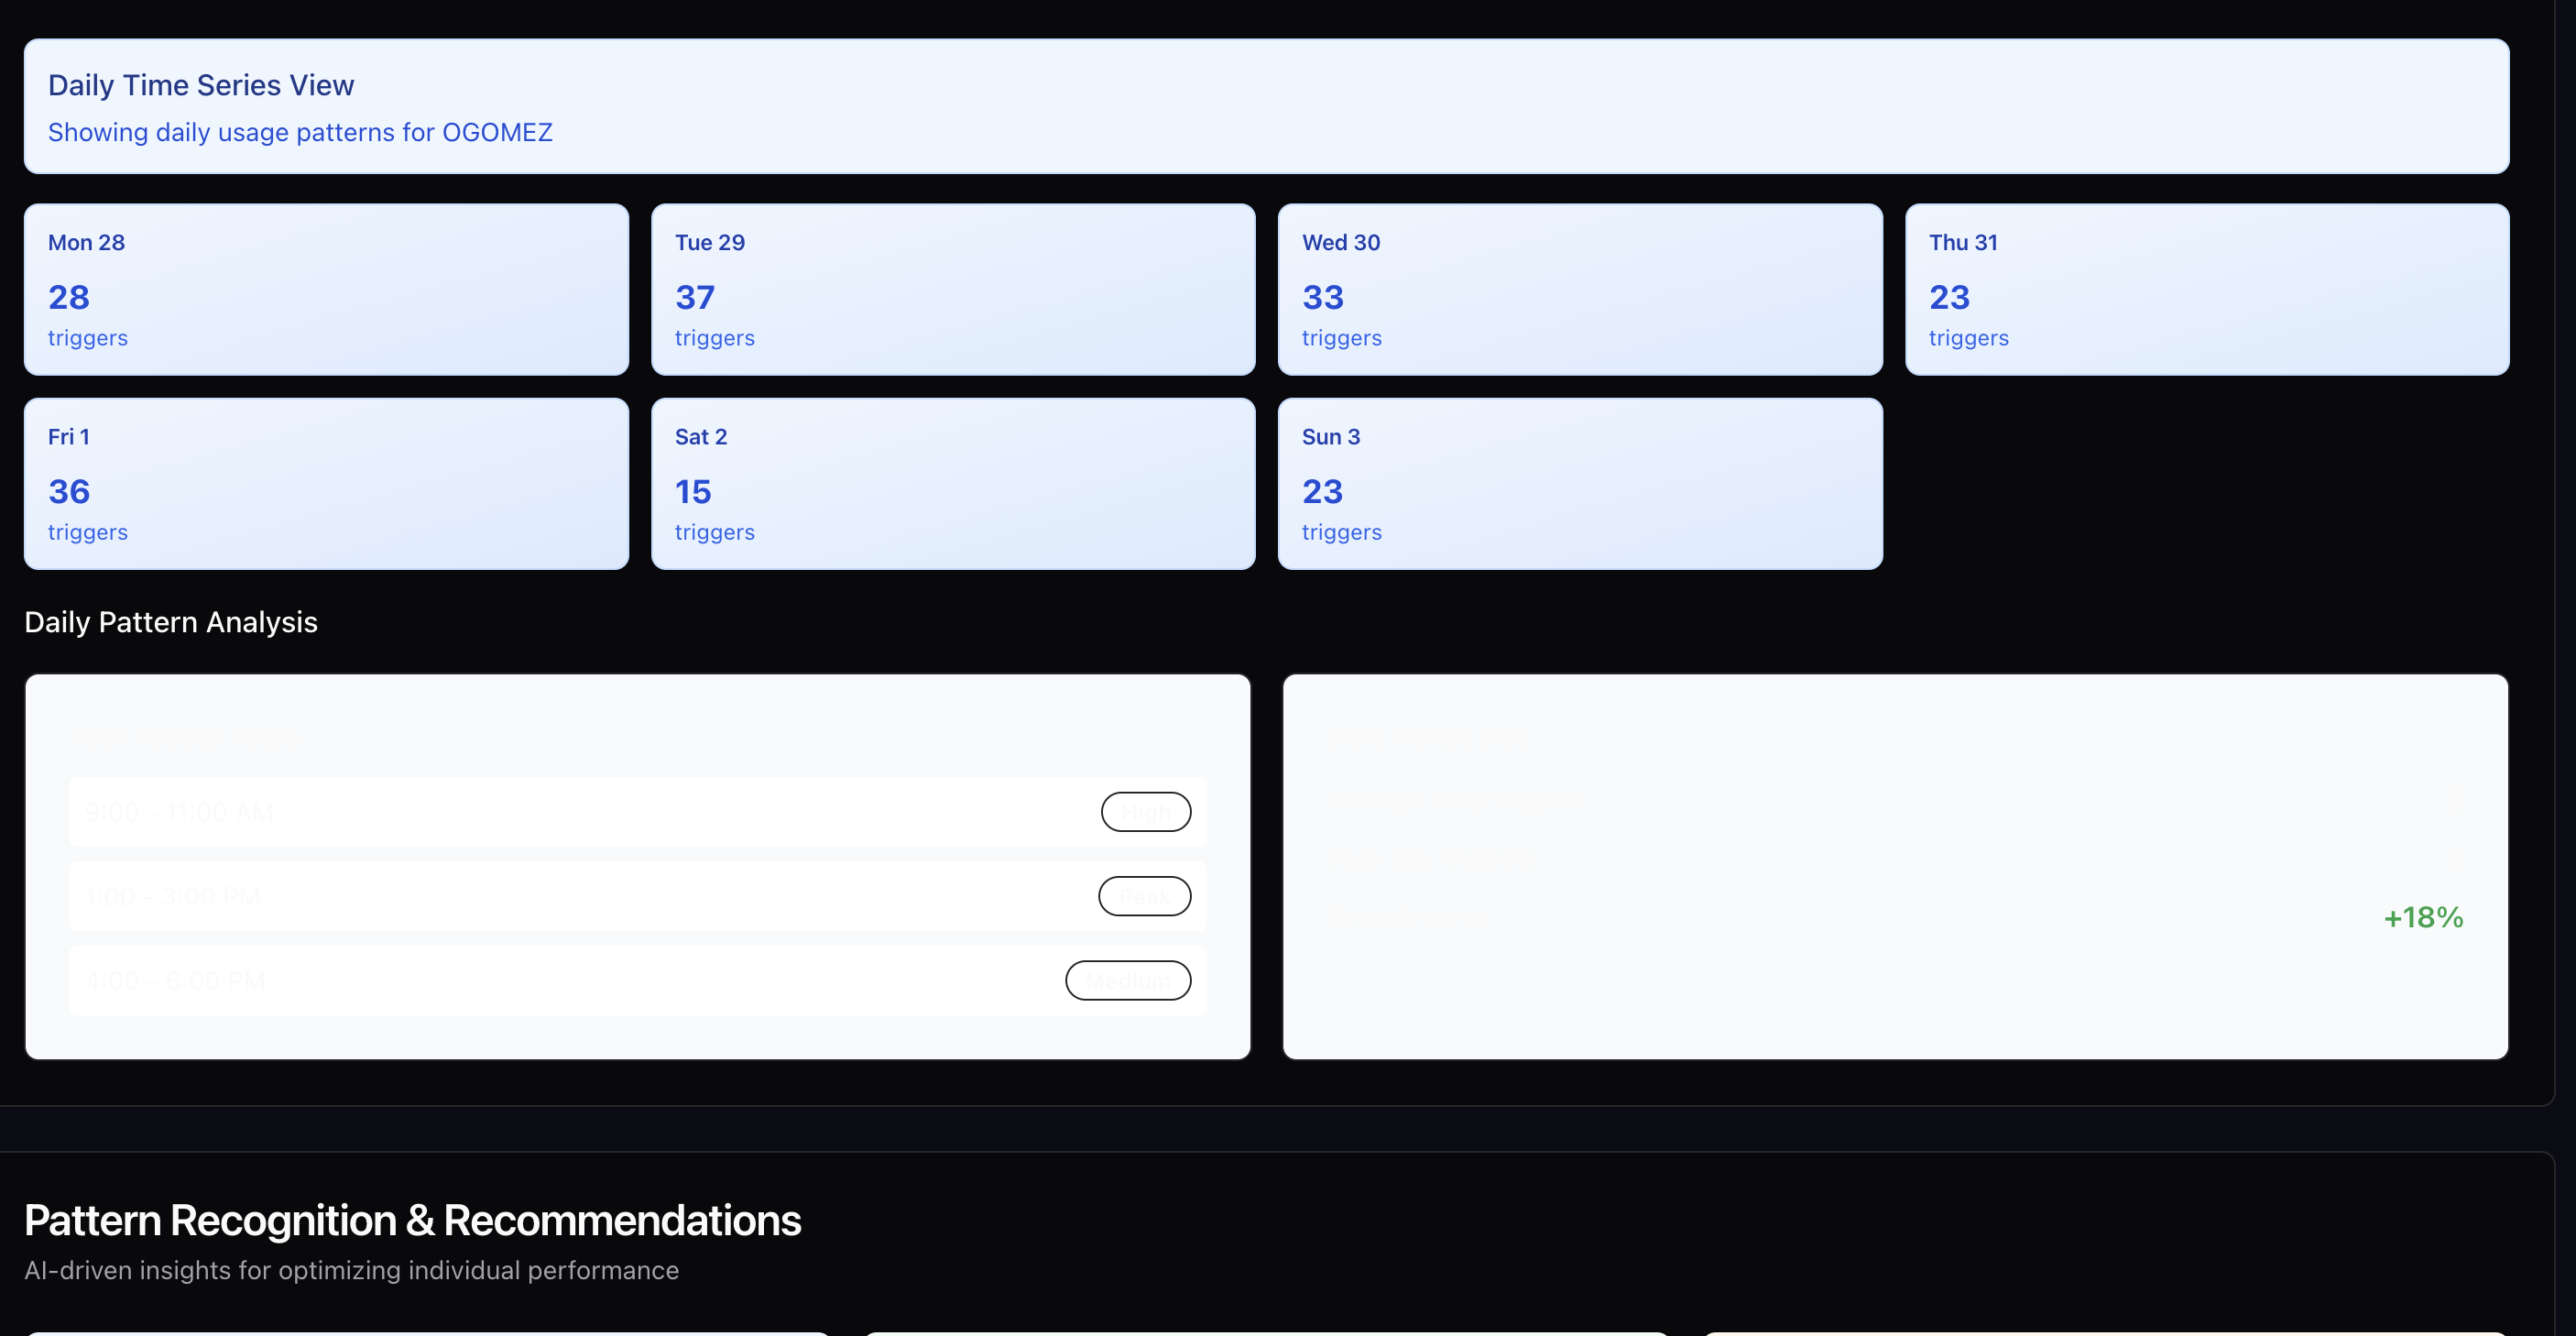 Daily Time Series View
Showing daily usage patterns for OGOMEZ
Mon 28
28
triggers
Tue 29
37
triggers
Wed 30
33
triggers
Thu 31
23
triggers
Fri 1
36
triggers
Sat 2
15
triggers
Sun 3
23
triggers
Daily Pattern Analysis
9:00 - 11:00 AM
High
1:00 - 3:00 PM
Peak
4:00 - 6:00 PM
Medium
+18%
Pattern Recognition & Recommendations
AI-driven insights for optimizing individual performance